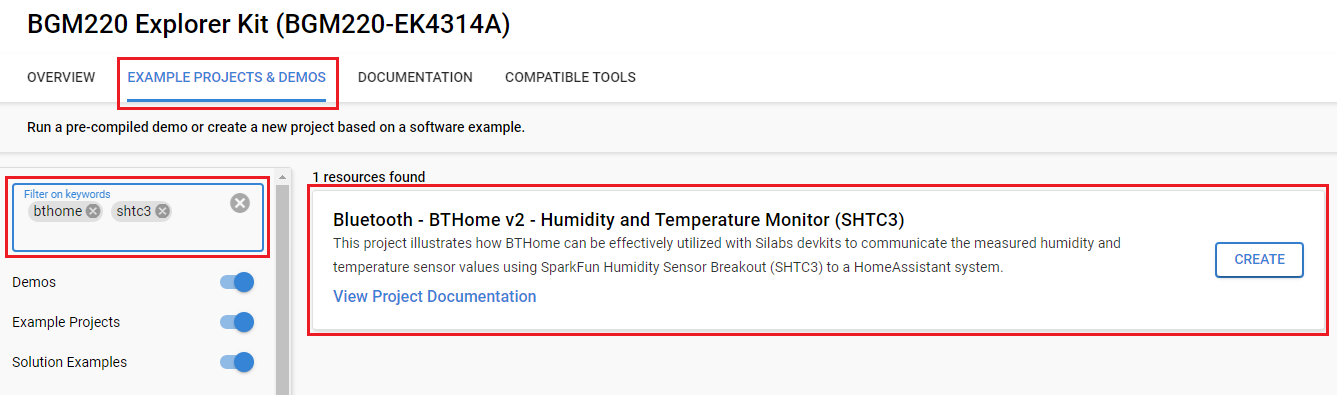 BGM220 Explorer Kit (BGM220-EK4314A)
OVERVIEW EXAMPLE PROJECTS & DEMOS DOCUMENTATION COMPATIBLE TOOLS
Run a pre-compiled demo or create a new project based on a software example.
Filter on keywords
bthome shtc3
Demos
Example Projects
Solution Examples
1 resources found
Bluetooth - BTHome v2 - Humidity and Temperature Monitor (SHTC3)
This project illustrates how BTHome can be effectively utilized with Silabs devkits to communicate the measured humidity and
temperature sensor values using SparkFun Humidity Sensor Breakout (SHTC3) to a HomeAssistant system.
View Project Documentation
CREATE